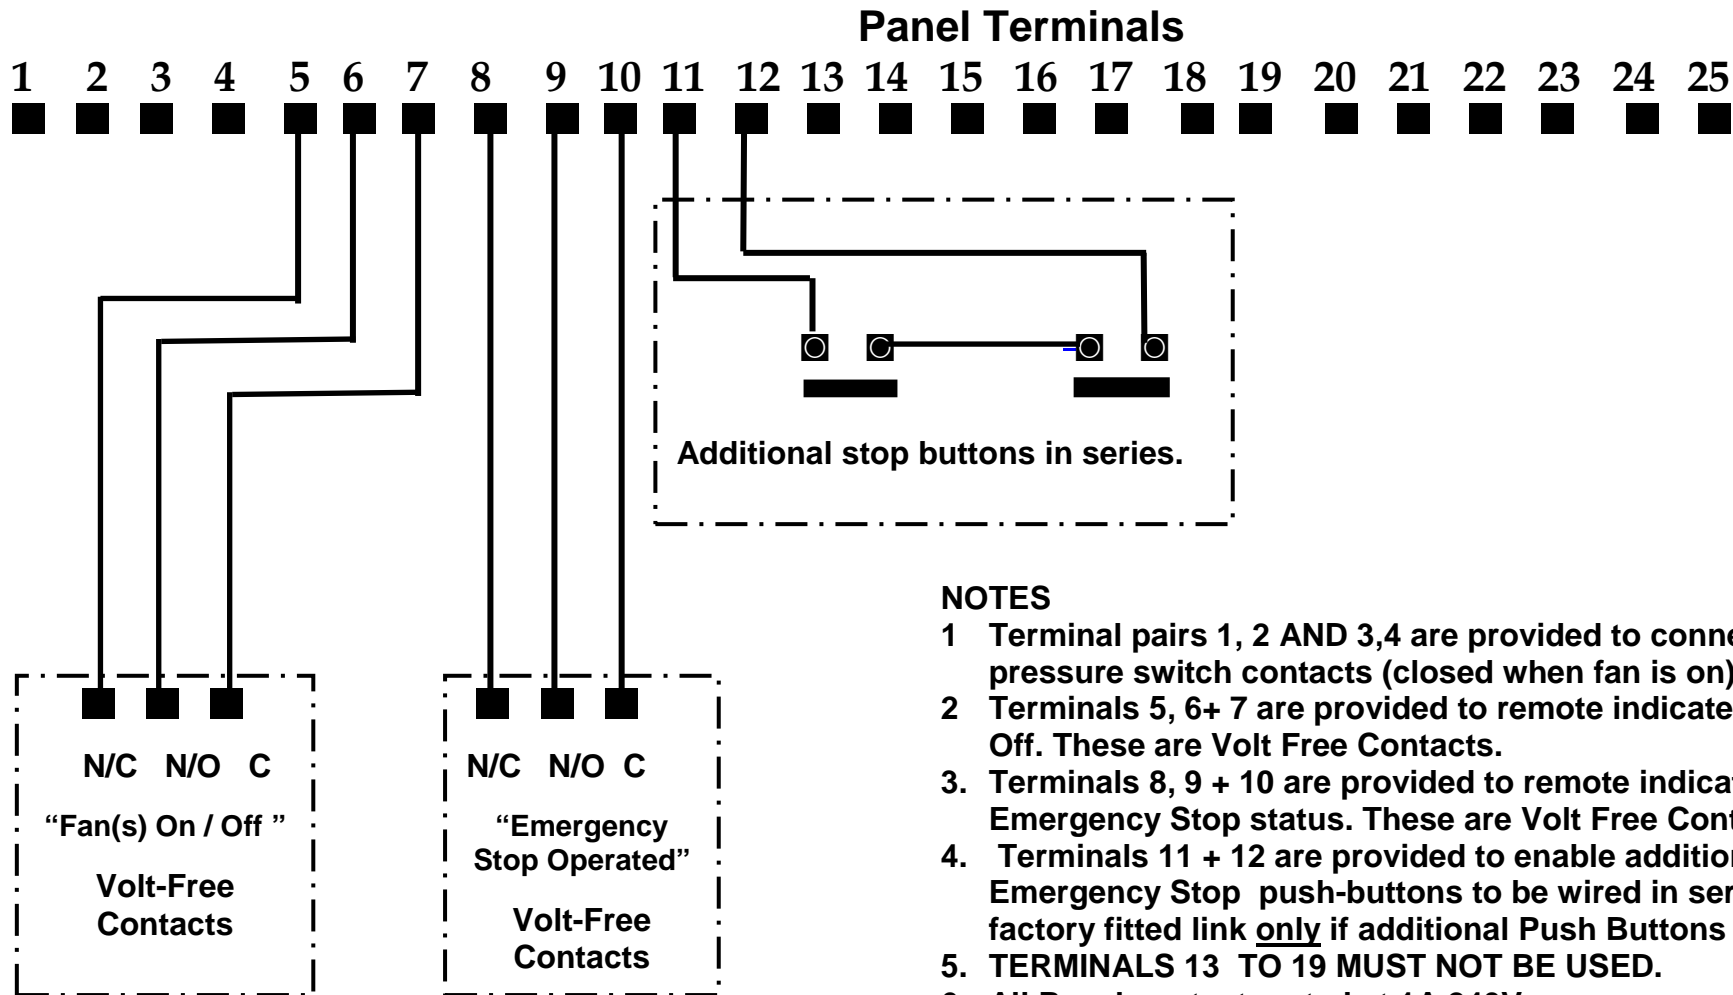 Panel Terminals
1 2 3 4 5 6 7 8 9 10 11 12 13 14 15 16 17 18 19 20 21 22 23 24 25
Additional stop buttons in series.
N/C N/O C
“Fan(s) On / Off ”
Volt-Free
Contacts
N/C N/O C
“Emergency
Stop Operated”
Volt-Free
Contacts
NOTES
1 Terminal pairs 1, 2 AND 3,4 are provided to
pressure switch contacts (closed when fan is on)
2 Terminals 5, 6+ 7 are provided to remote indicate
Off. These are Volt Free Contacts.
3. Terminals 8, 9 + 10 are provided to remote
Emergency Stop status. These are Volt Free
4. Terminals 11 + 12 are provided to enable
Emergency Stop push-buttons to be wired in
factory fitted link only if additional Push Buttons
5. TERMINALS 13 TO 19 MUST NOT BE USED.